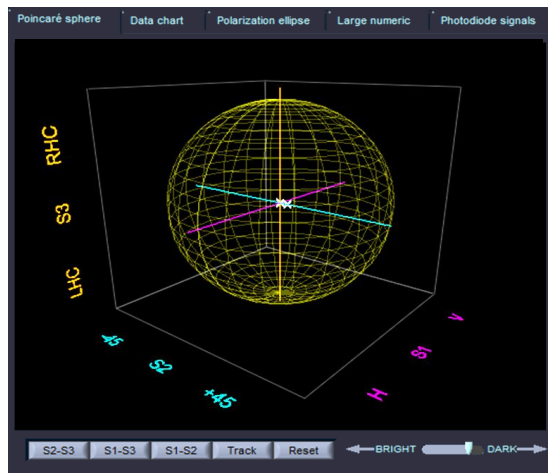 Poincaré sphere
Data chart
Polarization ellipse
Large numeric
Photodiode signals
RHC
S3
LHC
45
S2
+45
H
S1
V
S2-S3
S1-S3
S1-S2
Track
Reset
BRIGHT
DARK